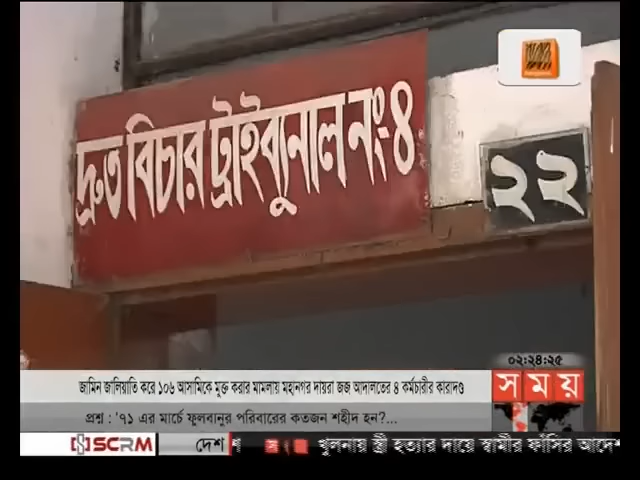 দ্রুত বিচার ট্রাইব্যুনাল নং-৪
২২
০২:২৪:২৫
জামিন জালিয়াতি করে ১০৬ আসামিকে মুক্ত করার মামলায় মহানগর দায়রা জজ আদালতের ৪ কর্মচারীর কারাদণ্ড
সময়
প্রশ্ন : '৭১ এর মার্চে ফুলবানুর পরিবারের কতজন শহীদ হন?...
SCRM দেশ খুলনায় স্ত্রী হত্যার দায়ে স্বামীর ফাঁসির আদেশ